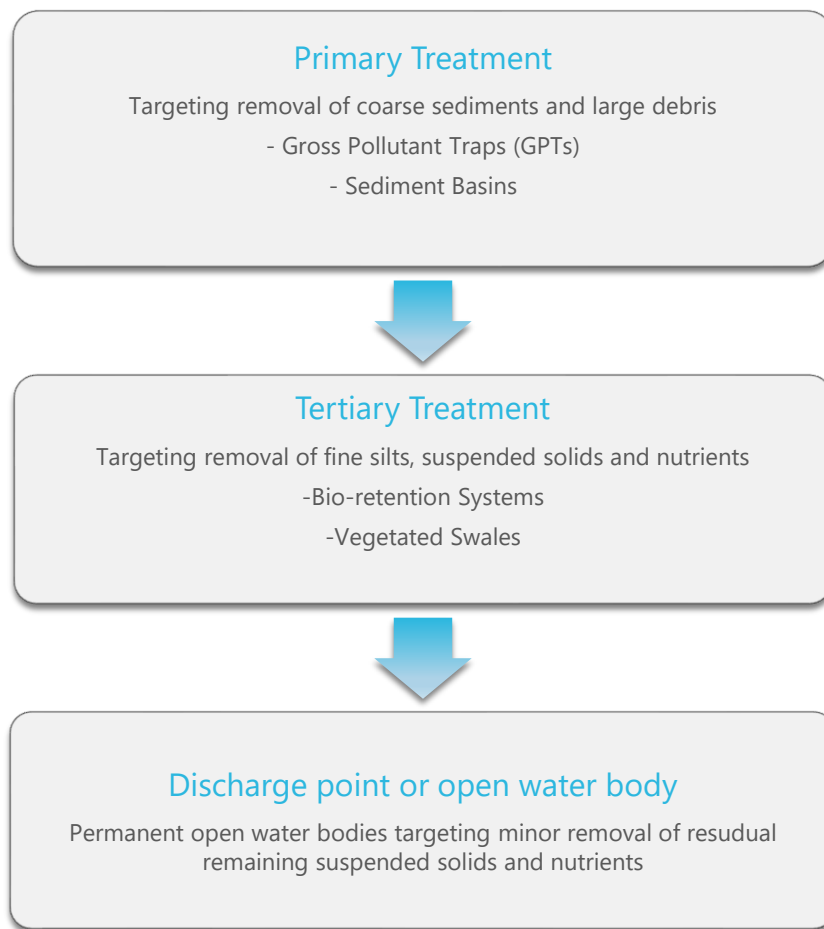 Primary Treatment
Targeting removal of coarse sediments and large debris
- Gross Pollutant Traps (GPTs)
- Sediment Basins
Tertiary Treatment
Targeting removal of fine silts, suspended solids and nutrients
-Bio-retention Systems
-Vegetated Swales
Discharge point or open water body
Permanent open water bodies targeting minor removal of resudual
remaining suspended solids and nutrients